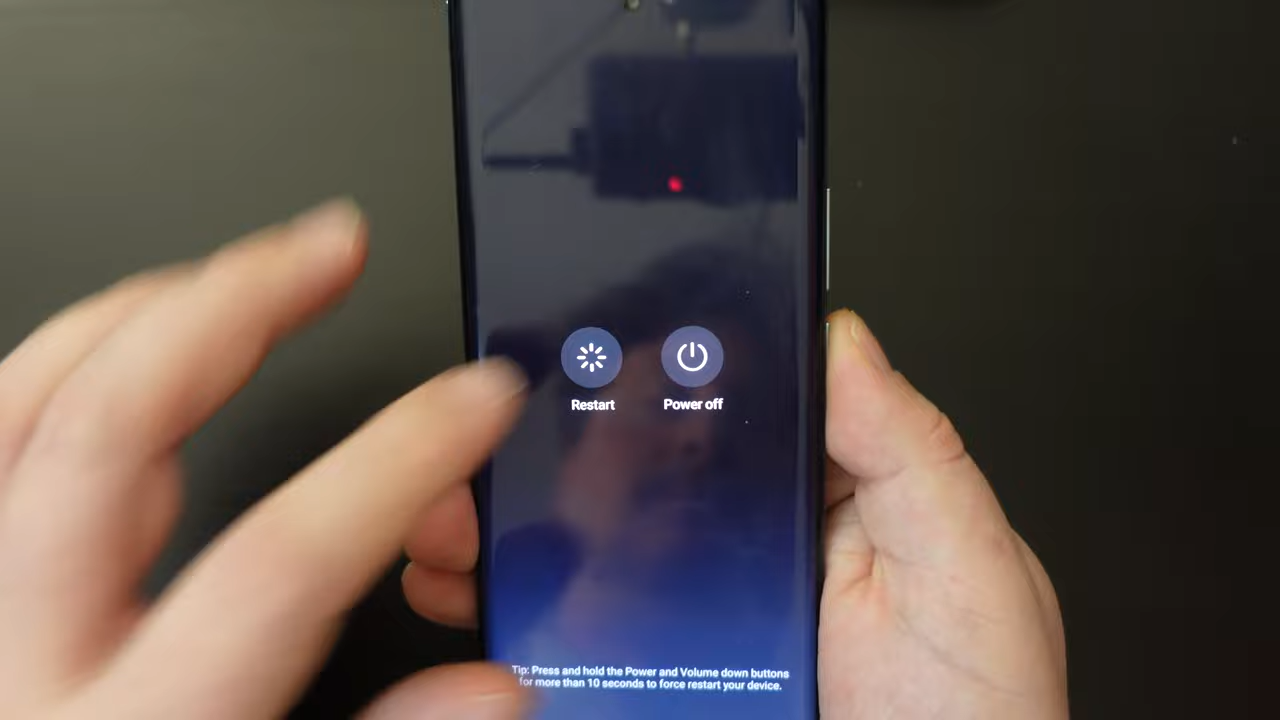 Restart
Power off
Tip: Press and hold the Power and Volume down buttons
for more than 10 seconds to force restart your device.